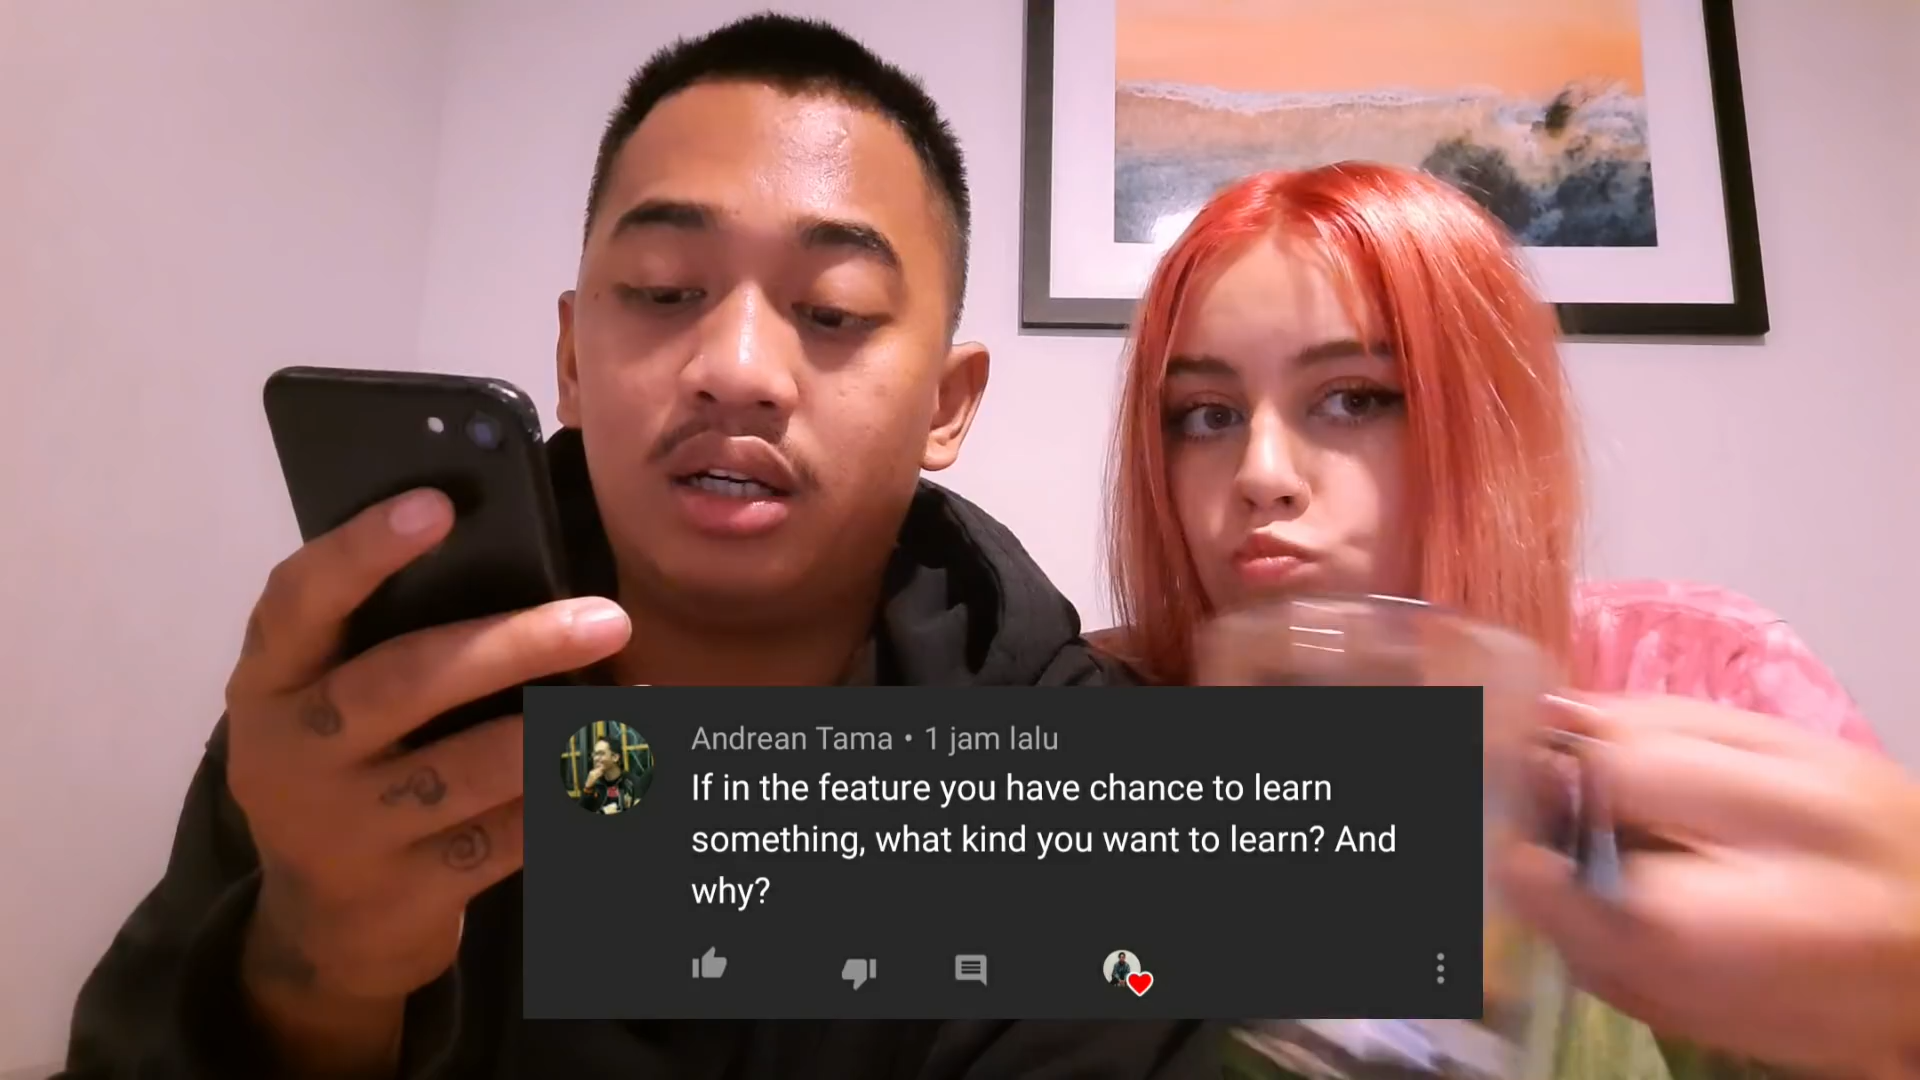 Andrean Tama • 1 jam lalu
If in the feature you have chance to learn
something, what kind you want to learn? And
why?